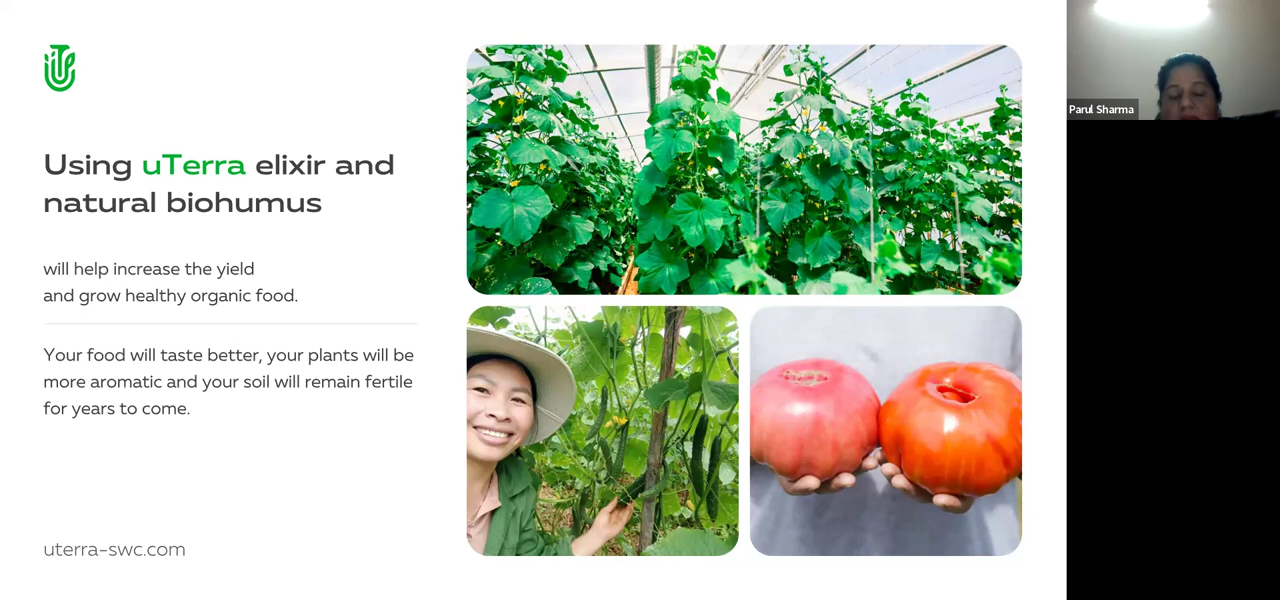 Using uTerra elixir and
natural biohumus
will help increase the yield
and grow healthy organic food.
Your food will taste better, your plants will be
more aromatic and your soil will remain fertile
for years to come.
uterra-swc.com
Parul Sharma